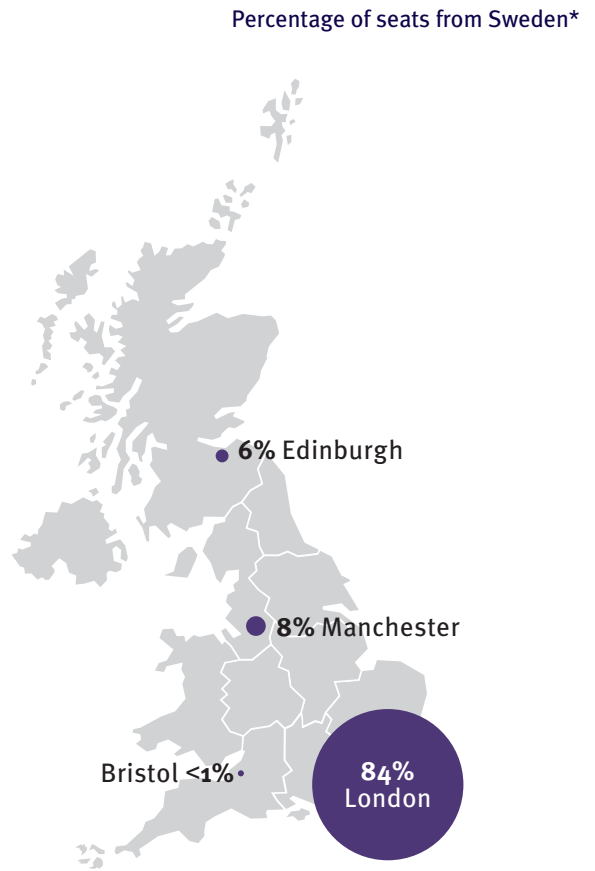 Percentage of seats from Sweden*
6% Edinburgh
8% Manchester
Bristol <1%
84%
London